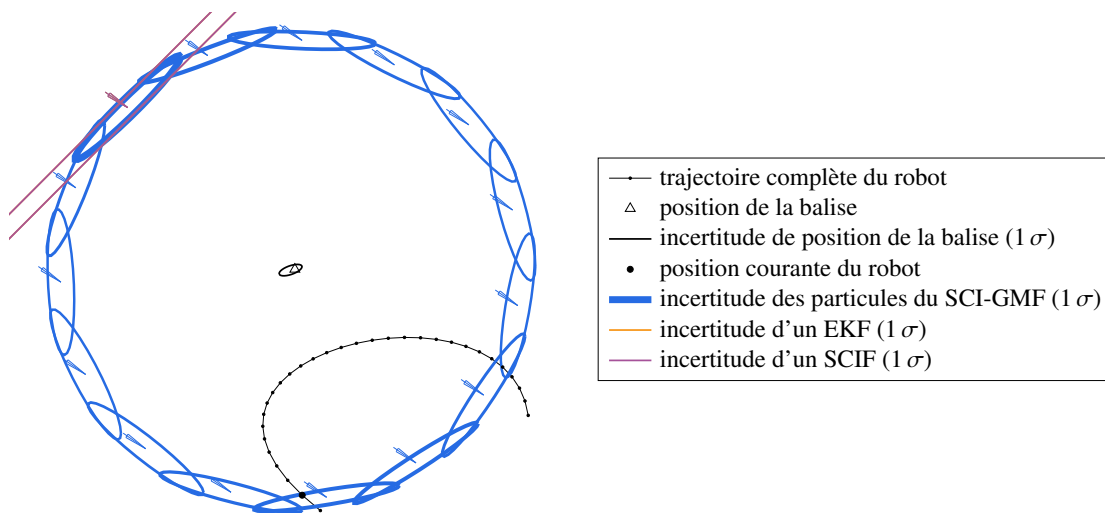 trajectoire complète du robot
position de la balise
incertitude de position de la balise (1 σ)
position courante du robot
incertitude des particules du SCI-GMF (1 σ)
incertitude d'un EKF (1 σ)
incertitude d'un SCIF (1 σ)